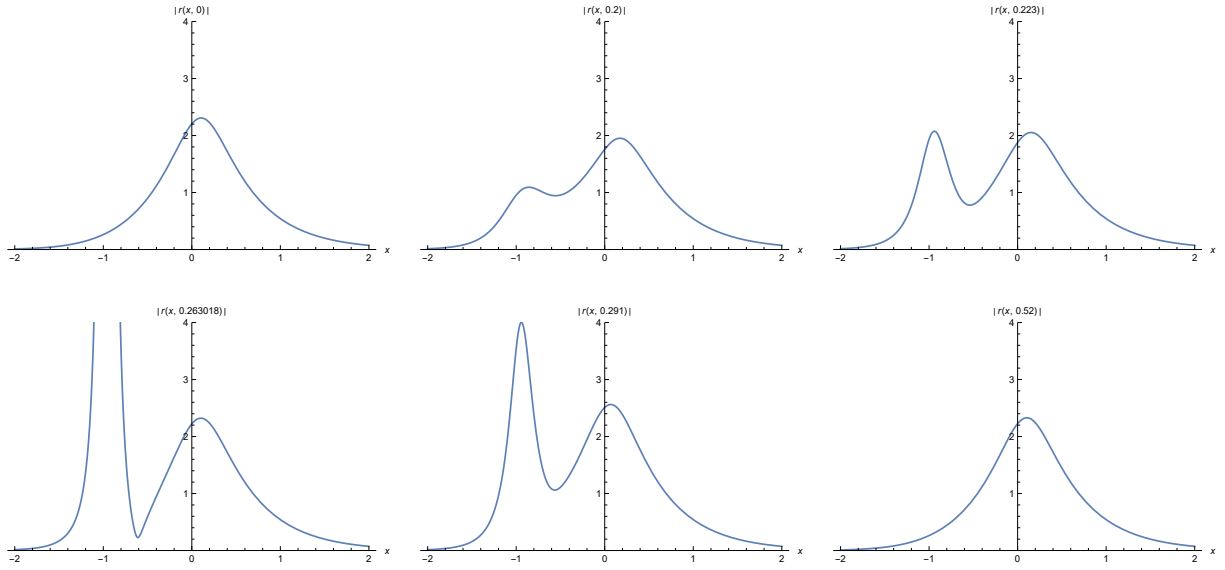 | r(x, 0) |
4
3
2
1
-2 -1 0 1 2 x
| r(x, 0.2) |
4
3
2
1
-2 -1 0 1 2 x
| r(x, 0.223) |
4
3
2
1
-2 -1 0 1 2 x
| r(x, 0.263018) |
4
3
2
1
-2 -1 0 1 2 x
| r(x, 0.291) |
4
3
2
1
-2 -1 0 1 2 x
| r(x, 0.52) |
4
3
2
1
-2 -1 0 1 2 x